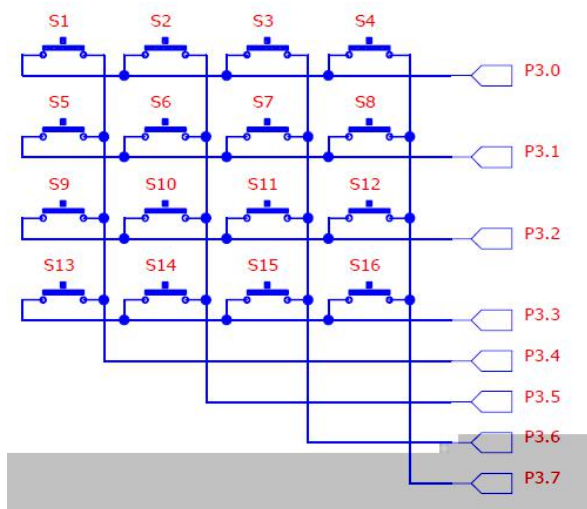 S1 S2 S3 S4
P3.0
S5 S6 S7 S8
P3.1
S9 S10 S11 S12
P3.2
S13 S14 S15 S16
P3.3
P3.4
P3.5
P3.6
P3.7